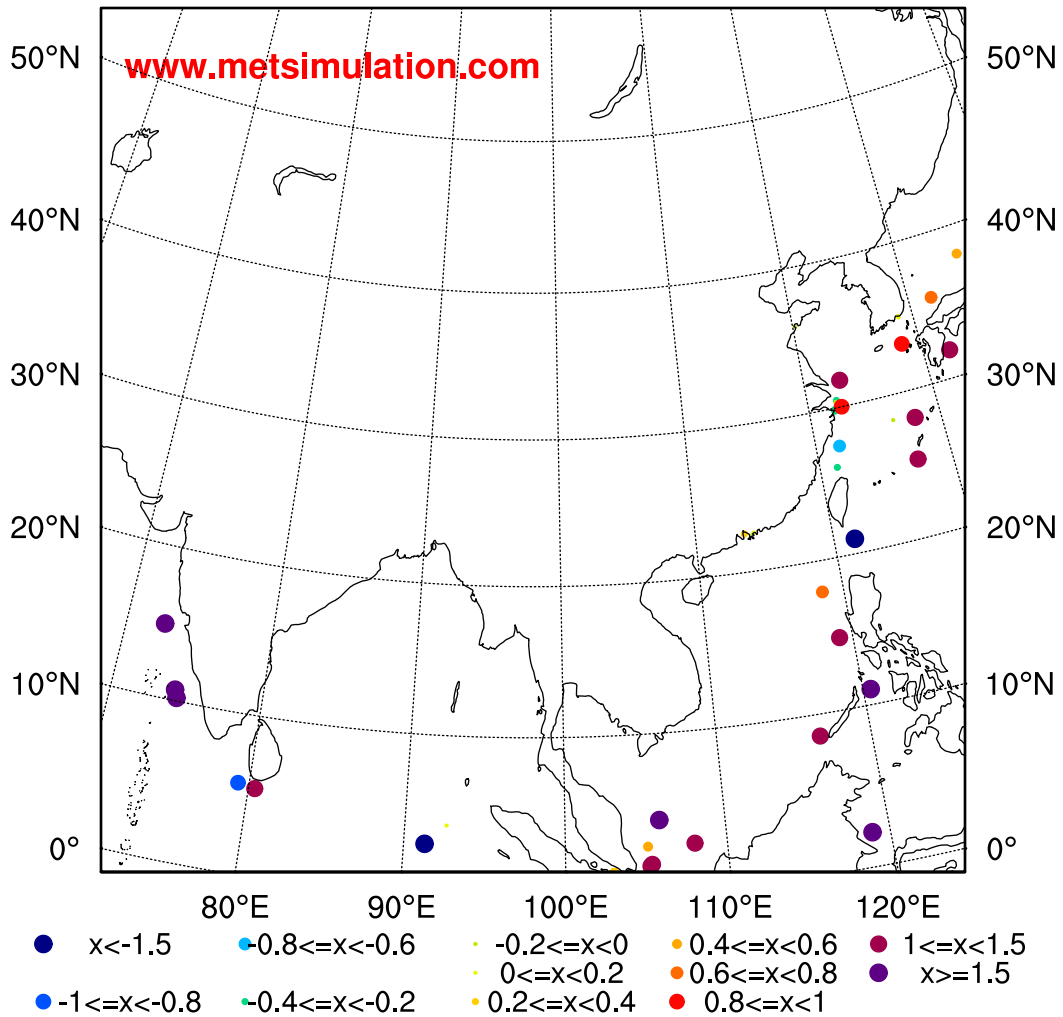 50°N 50°N
www.metsimulation.com
40°N 40°N
30°N 30°N
20°N 20°N
10°N 10°N
0° 0°
80°E 90°E 100°E 110°E 120°E
x<-1.5 -0.8<=x<-0.6 -0.2<=x<0 0.4<=x<0.6 1<=x<1.5
0<=x<0.2 0.6<=x<0.8 x>=1.5
-1<=x<-0.8 -0.4<=x<-0.2 0.2<=x<0.4 0.8<=x<1